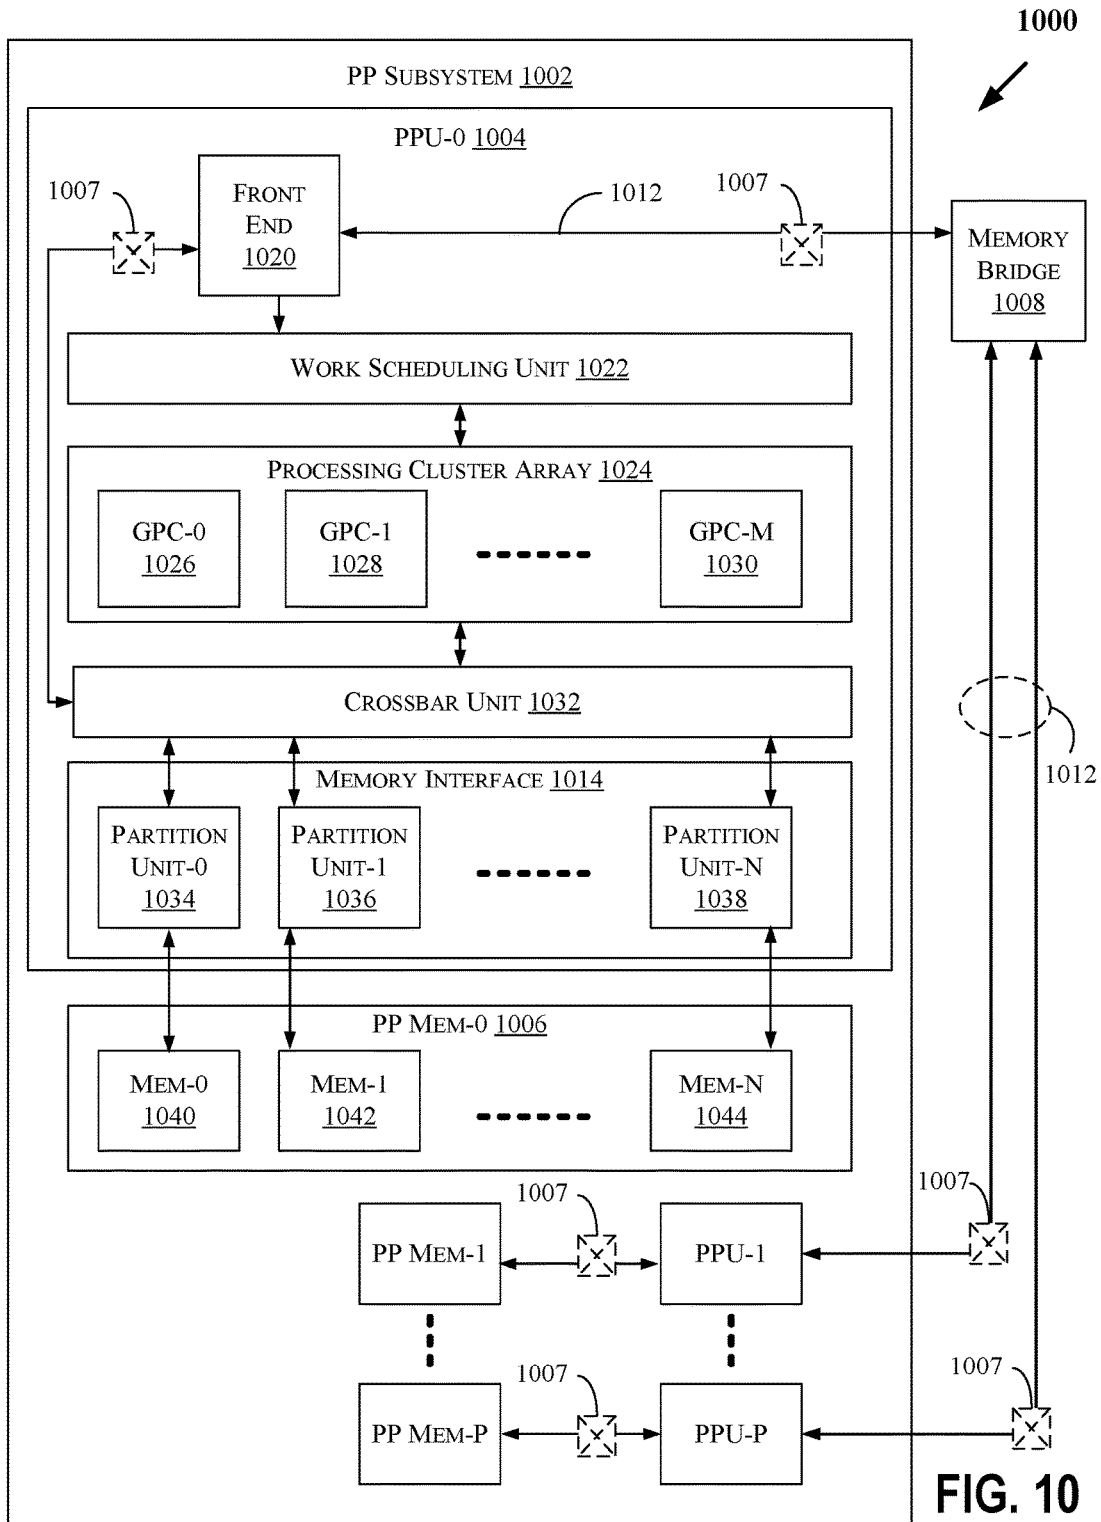 1000
PP SUBSYSTEM 1002
PPU-0 1004
1007
FRONT
END
1020
1012
1007
MEMORY
BRIDGE
1008
WORK SCHEDULING UNIT 1022
PROCESSING CLUSTER ARRAY 1024
GPC-0
1026
GPC-1
1028
GPC-M
1030
CROSSBAR UNIT 1032
1012
MEMORY INTERFACE 1014
PARTITION
UNIT-0
1034
PARTITION
UNIT-1
1036
PARTITION
UNIT-N
1038
PP MEM-0 1006
MEM-0
1040
MEM-1
1042
MEM-N
1044
1007
1007
PP MEM-1
PPU-1
1007
1007
PP MEM-P
PPU-P
FIG. 10